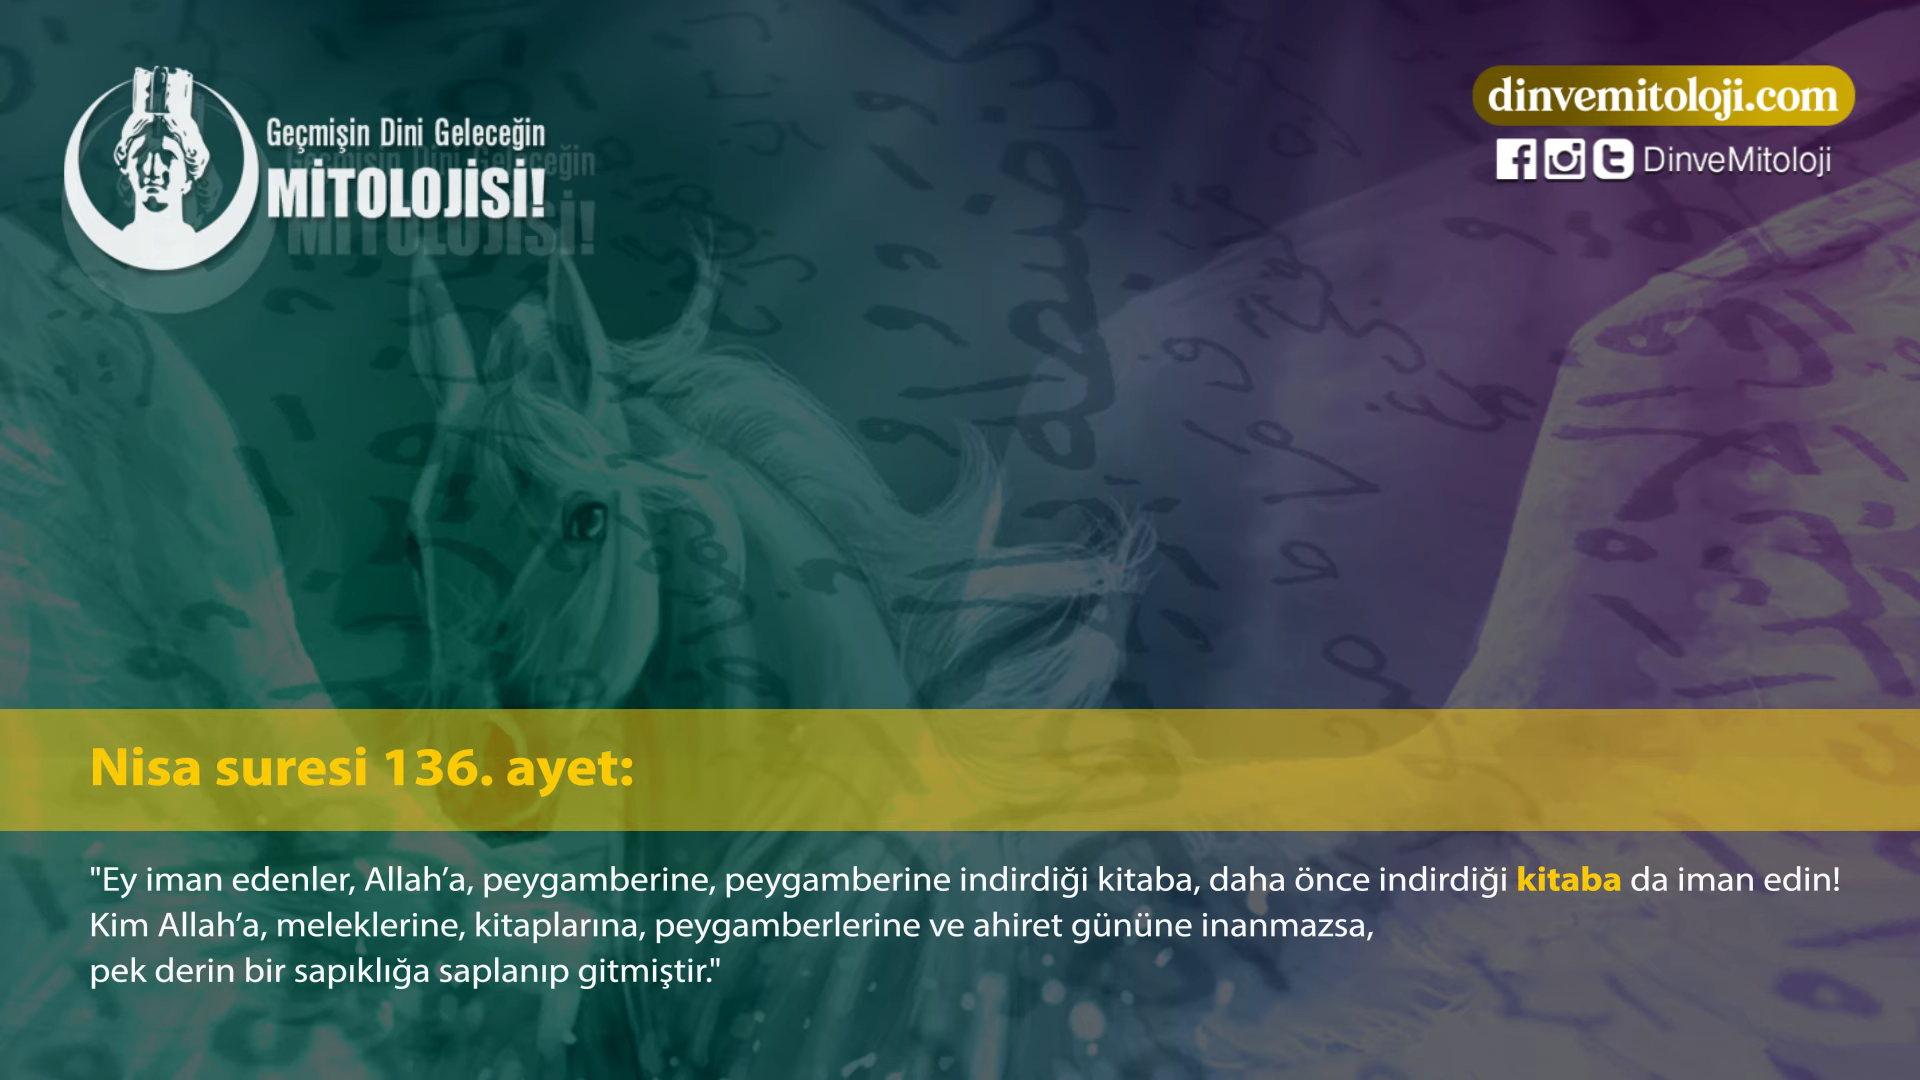 Geçmişin Dini Geleceğin
MİTOLOJİSİ!
dinvemitoloji.com
DinveMitoloji
Nisa suresi 136. ayet:
"Ey iman edenler, Allah’a, peygamberine, peygamberine indirdiği kitaba, daha önce indirdiği kitaba da iman edin!
Kim Allah’a, meleklerine, kitaplarına, peygamberlerine ve ahiret gününe inanmazsa,
pek derin bir sapıklığa saplanıp gitmiştir."